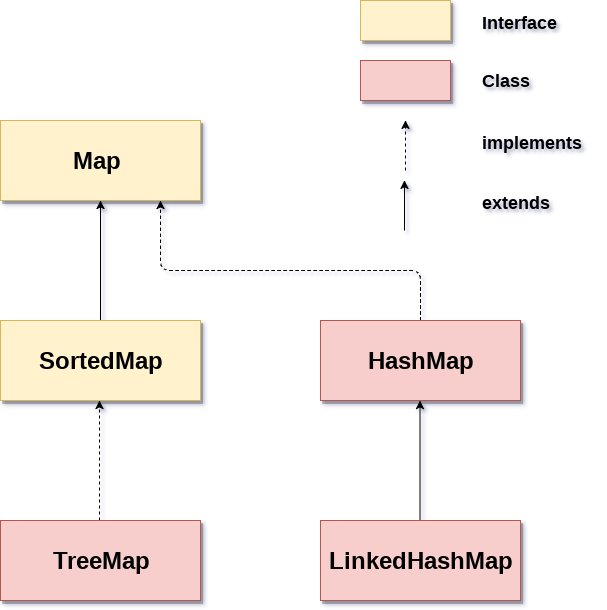 Interface
Class
implements
extends
Map
SortedMap
HashMap
TreeMap
LinkedHashMap